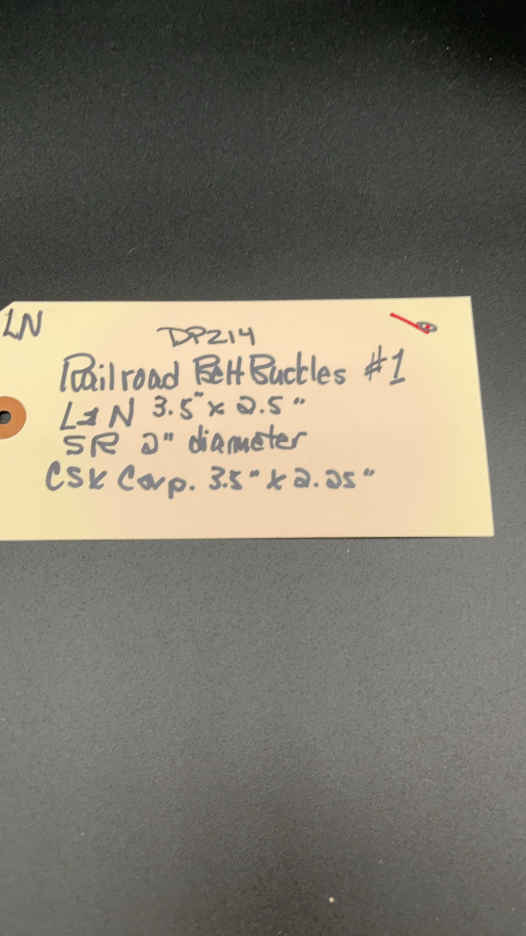 LN
DP214
Railroad Belt Buckles #1
L&N 3.5" x 2.5"
SR 2" diameter
CSX Corp. 3.5" x 2.25"